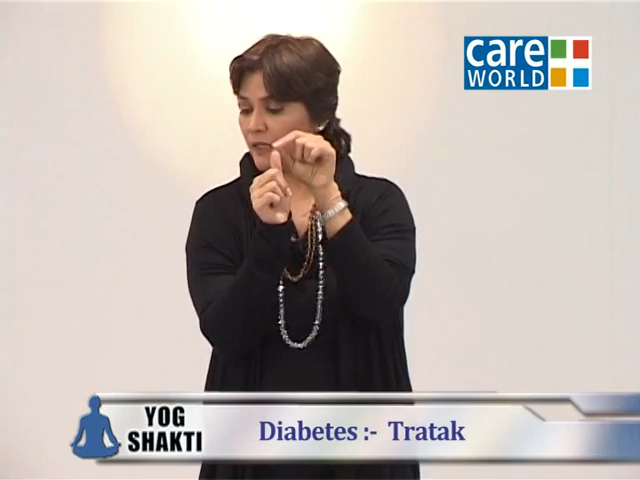 care
WORLD
YOG
SHAKTI
Diabetes :- Tratak